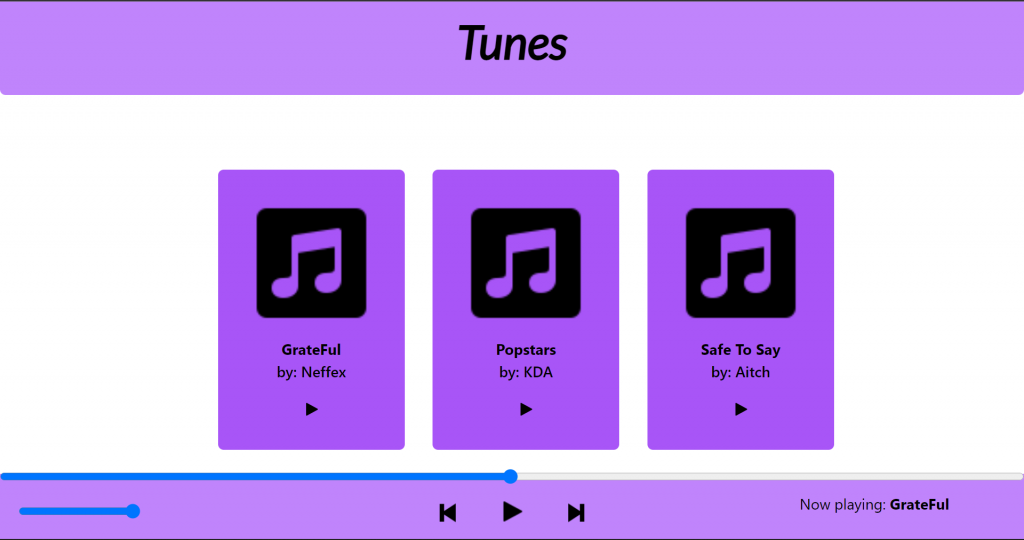 Tunes
GrateFul
by: Neffex
Popstars
by: KDA
Safe To Say
by: Aitch
Now playing: GrateFul